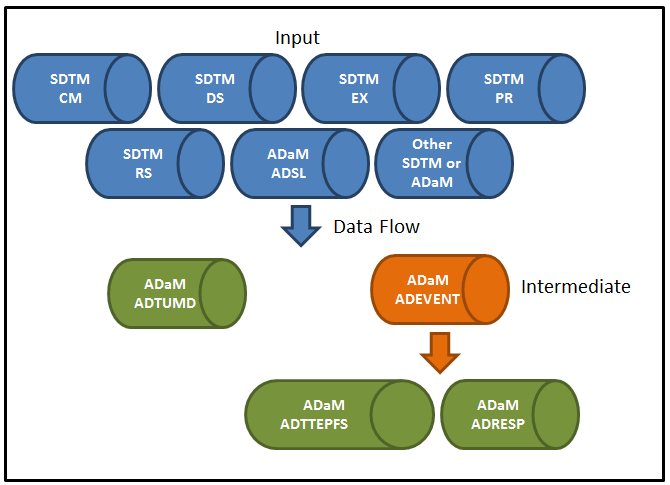 Input
SDTM
CM
SDTM
DS
SDTM
EX
SDTM
PR
SDTM
RS
ADaM
ADSL
Other
SDTM or
ADaM
Data Flow
ADaM
ADTUMD
ADaM
ADEVENT
Intermediate
ADaM
ADTTEPFS
ADaM
ADRESP